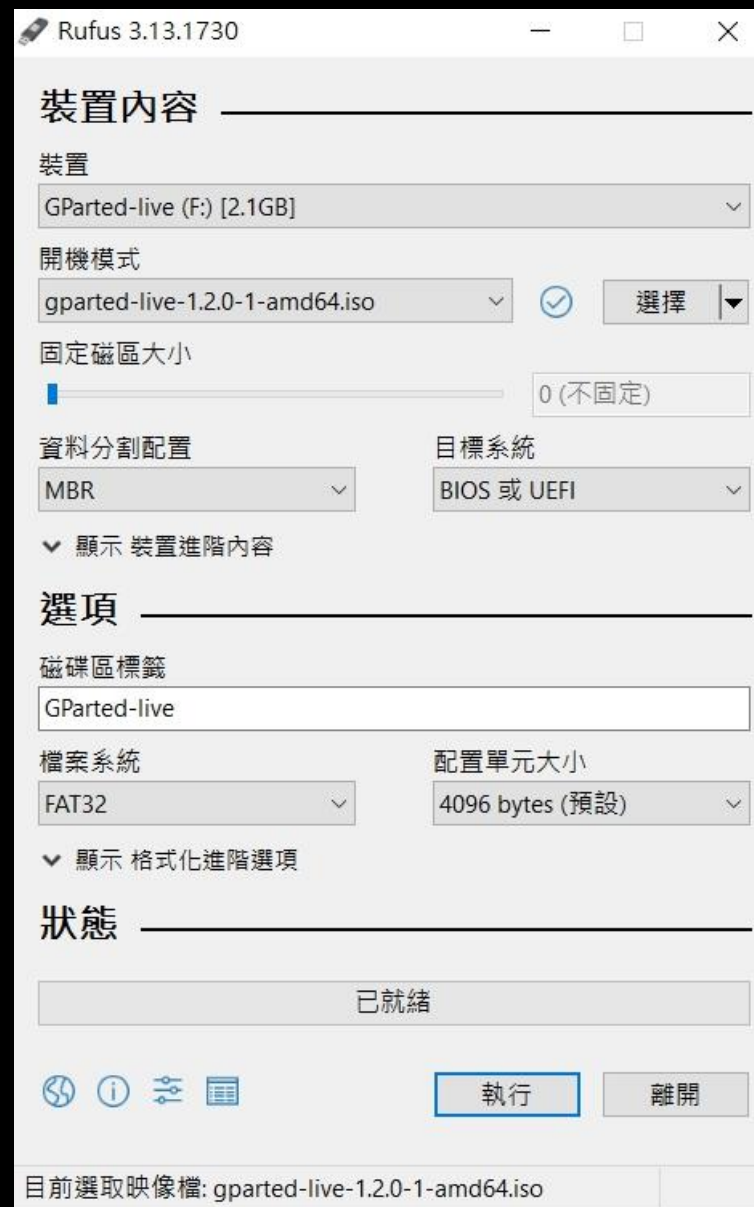 Rufus 3.13.1730
裝置內容
裝置
GParted-live (F:) [2.1GB]
開機模式
gparted-live-1.2.0-1-amd64.iso
選擇
固定磁區大小
0 (不固定)
資料分割配置
目標系統
MBR
BIOS 或 UEFI
顯示 裝置進階內容
選項
磁碟區標籤
GParted-live
檔案系統
配置單元大小
FAT32
4096 bytes (預設)
顯示 格式化進階選項
狀態
已就緒
執行
離開
目前選取映像檔: gparted-live-1.2.0-1-amd64.iso